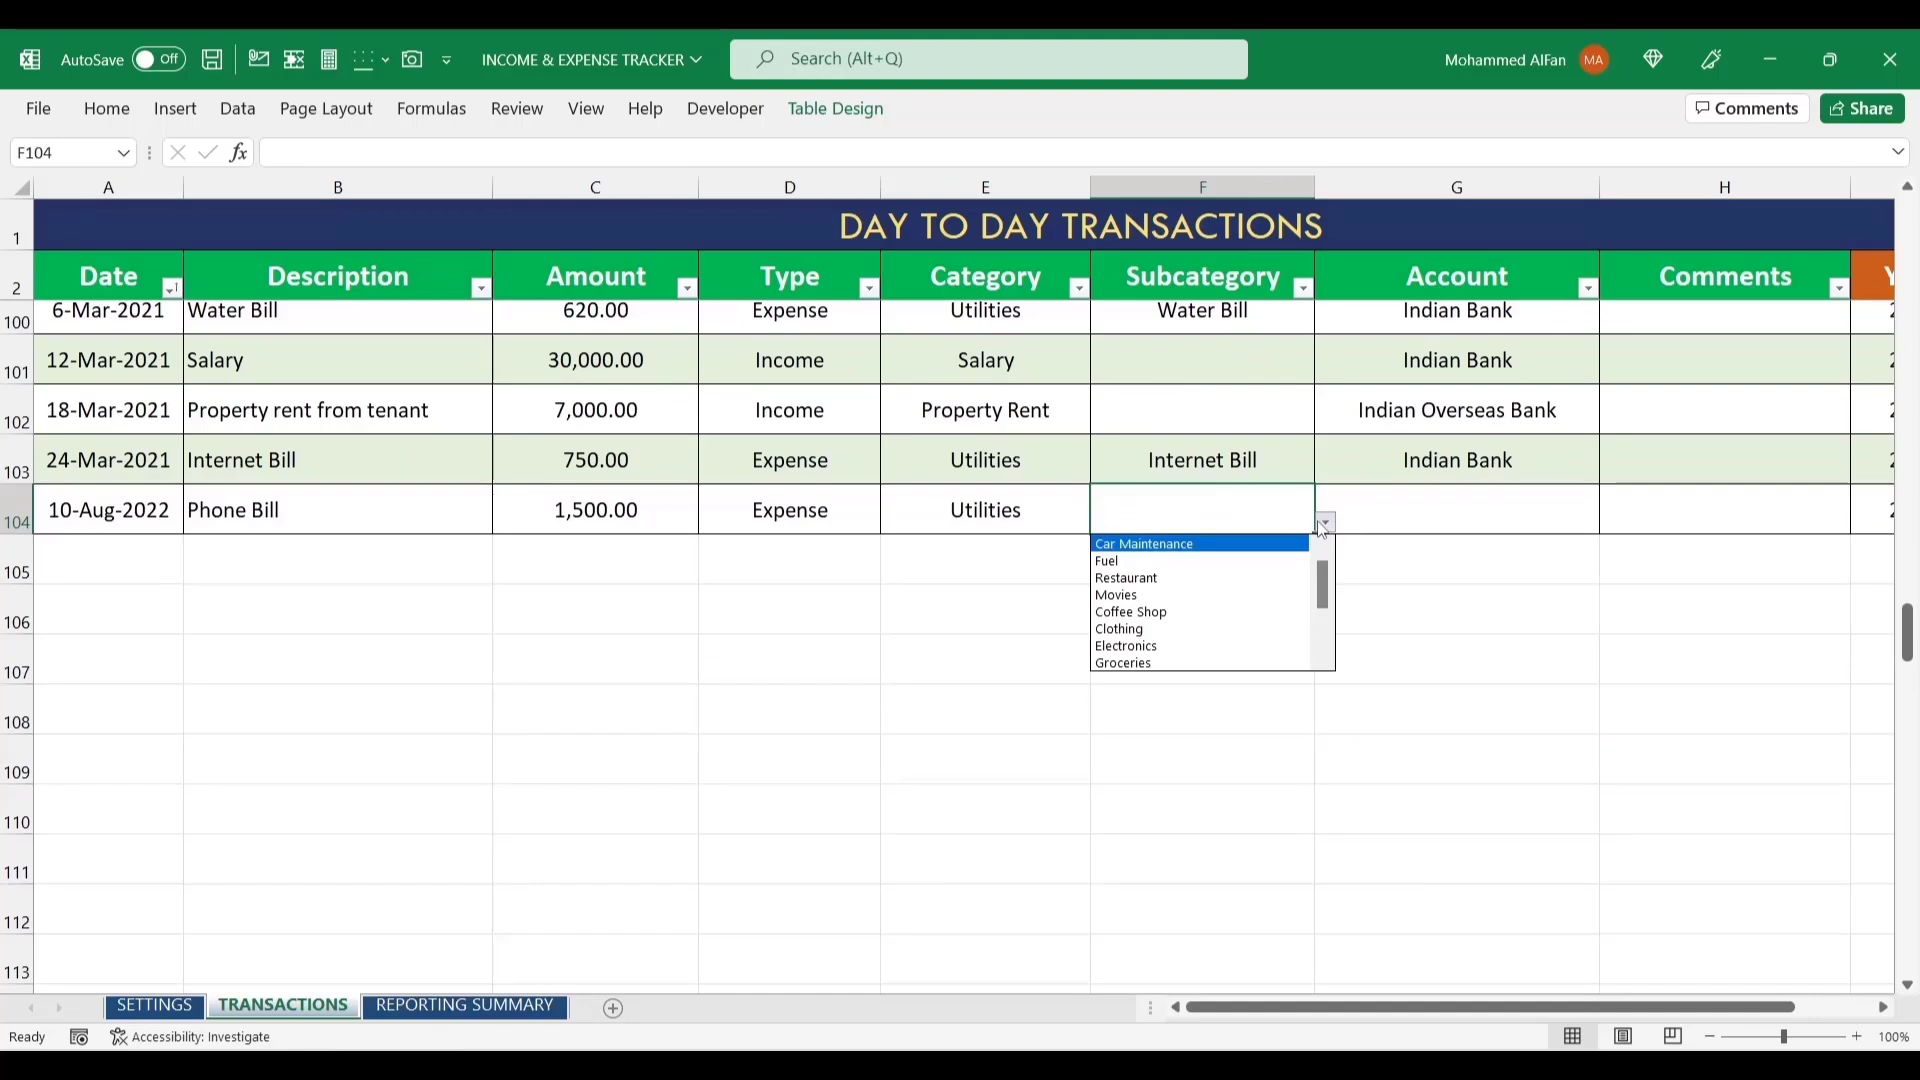 AutoSave Off INCOME & EXPENSE TRACKER Search (Alt+Q) Mohammed AlFan MA
File Home Insert Data Page Layout Formulas Review View Help Developer Table Design Comments Share
F104 fx
A B C D E F G H
1 DAY TO DAY TRANSACTIONS
2 Date Description Amount Type Category Subcategory Account Comments
100 6-Mar-2021 Water Bill 620.00 Expense Utilities Water Bill Indian Bank
101 12-Mar-2021 Salary 30,000.00 Income Salary Indian Bank
102 18-Mar-2021 Property rent from tenant 7,000.00 Income Property Rent Indian Overseas Bank
103 24-Mar-2021 Internet Bill 750.00 Expense Utilities Internet Bill Indian Bank
104 10-Aug-2022 Phone Bill 1,500.00 Expense Utilities
Car Maintenance
Fuel
105
Restaurant
Movies
Coffee Shop
106
Clothing
Electronics
Groceries
107
108
109
110
111
112
113
SETTINGS TRANSACTIONS REPORTING SUMMARY
Ready Accessibility: Investigate 100%